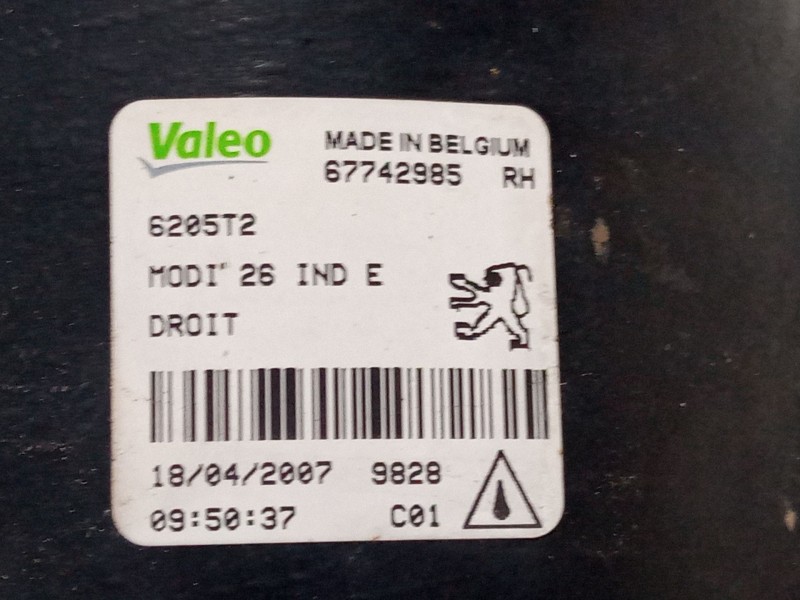 Valeo
MADE IN BELGIUM
67742985 RH
6205T2
MODI' 26 IND E
DROIT
18/04/2007 9828
09:50:37 C01